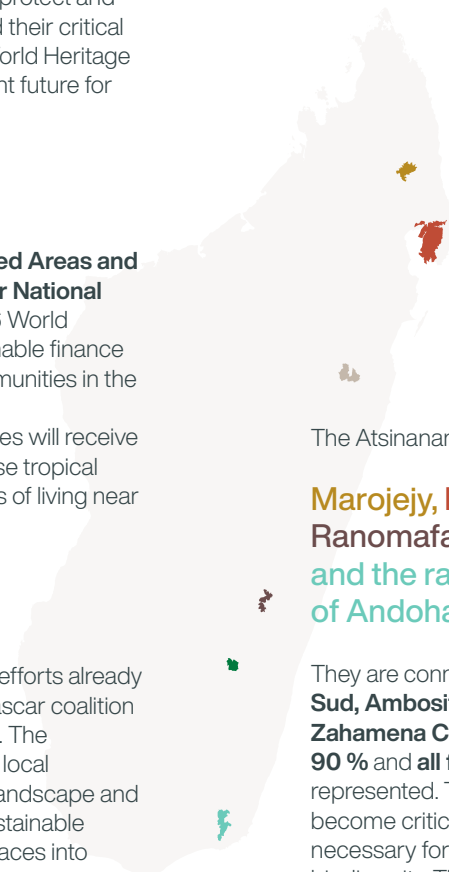 protect and
d their critical
orld Heritage
nt future for
ed Areas and
r National
World
nable finance
munities in the
es will receive
se tropical
s of living near
efforts already
scar coalition
. The
local
andscape and
stainable
aces into
The Atsinanan
Marojejy,
Ranomafa
and the ra
of Andoha
They are conn
Sud, Ambosi
Zahamena C
90 % and all f
represented. T
become critic
necessary for